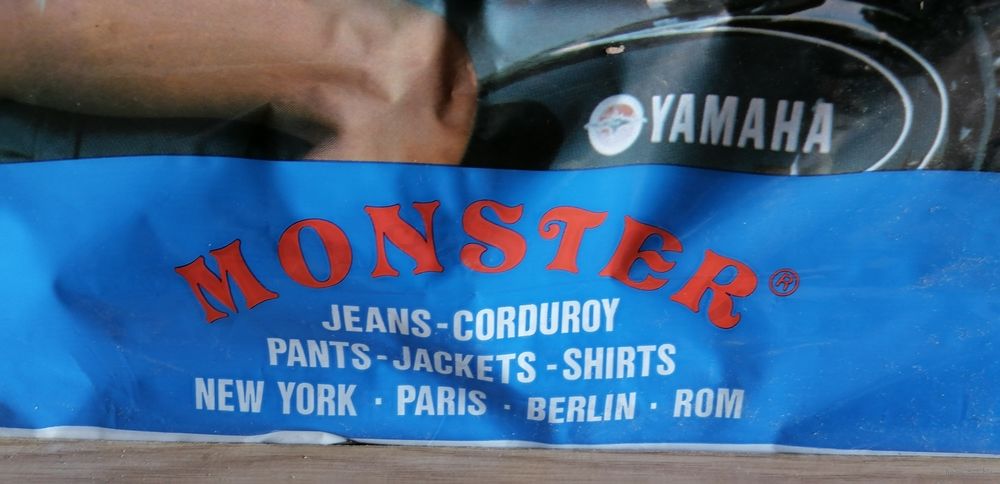 YAMAHA
MONSTER®
JEANS-CORDUROY
PANTS-JACKETS-SHIRTS
NEW YORK · PARIS · BERLIN · ROM